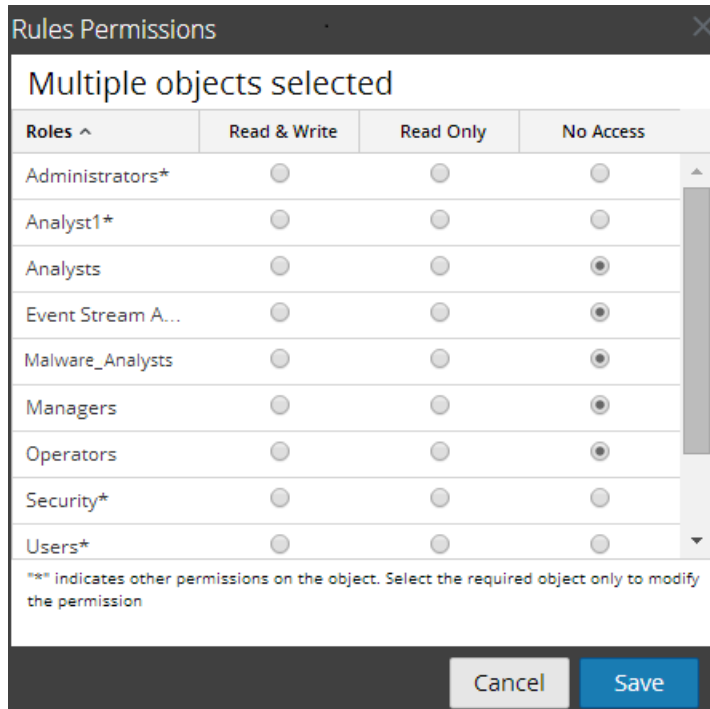 Rules Permissions
Multiple objects selected
Roles Read & Write Read Only No Access
Administrators*
Analyst1*
Analysts
Event Stream A...
Malware_Analysts
Managers
Operators
Security*
Users*
"*" indicates other permissions on the object. Select the required object only to modify
the permission
Cancel Save